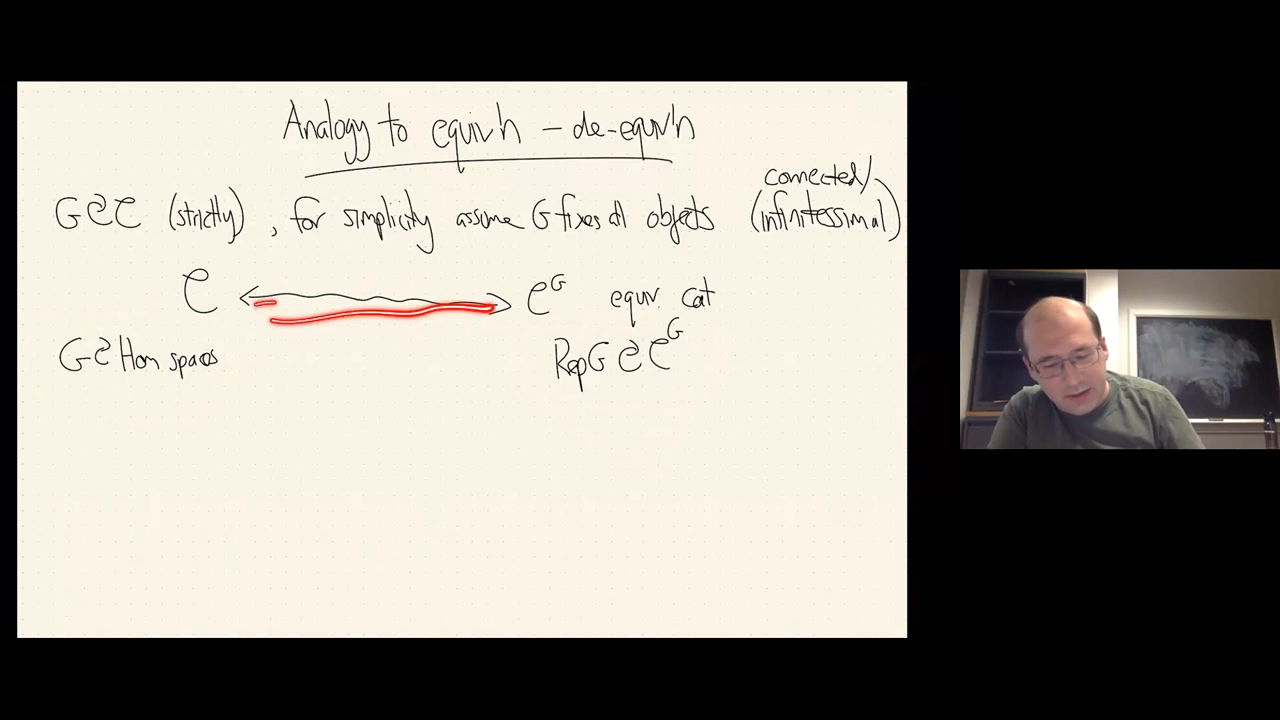 Analogy to equiv'n – de-equiv'n
connected/
G ↻ C (strictly), for simplicity assume G fixes all objects (infinitessimal)
C ⟷ C^G equiv. cat
G ↻ Hom spaces Rep G ↻ C^G